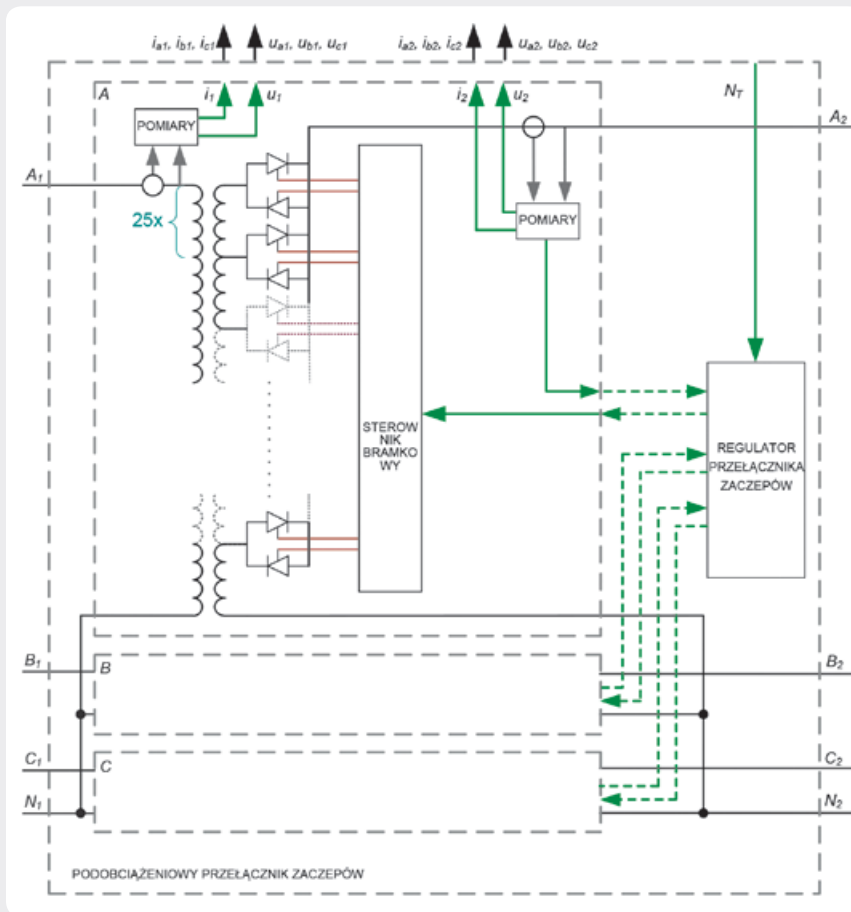 ia1, ib1, ic1
ua1, ub1, uc1
ia2, ib2, ic2
ua2, ub2, uc2
A
i1
u1
i2
u2
NT
POMIARY
A2
A1
25x
POMIARY
STEROW
NIK
BRAMKO
WY
REGULATOR
PRZEŁĄCZNIKA
ZACZEPÓW
B1
B
B2
C1
C
C2
N1
N2
PODOBCIĄŻENIOWY PRZEŁĄCZNIK ZACZEPÓW